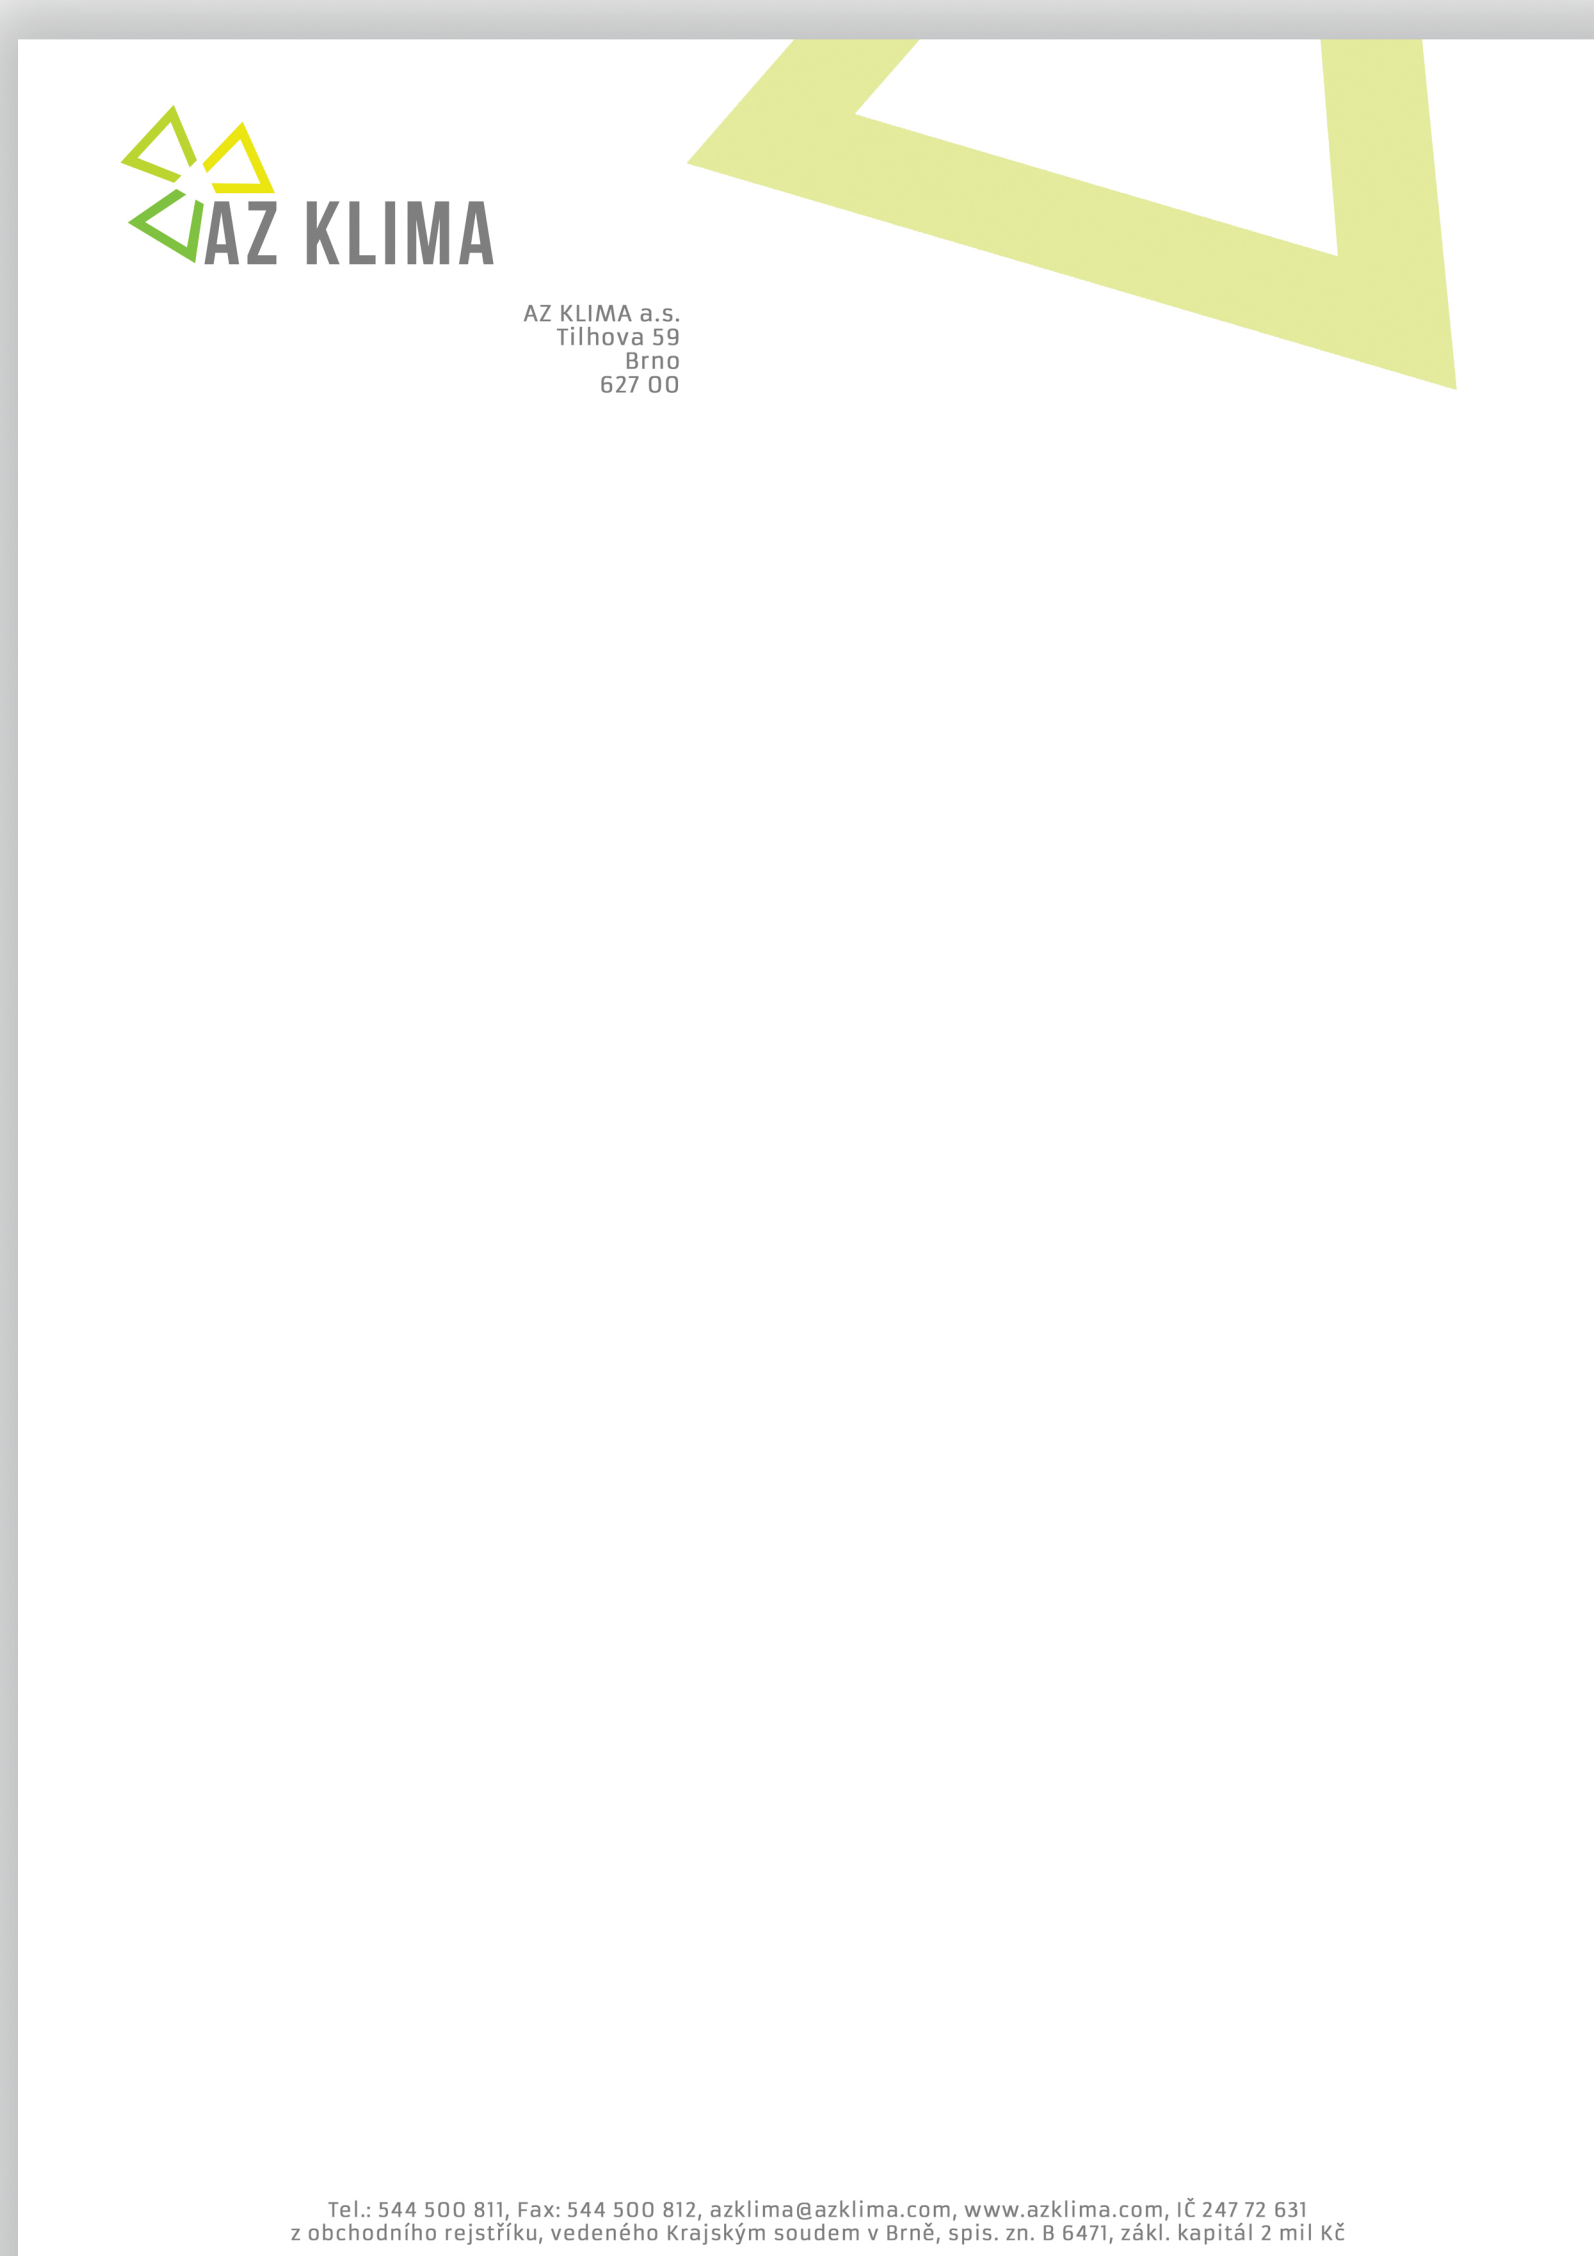 AZ KLIMA
AZ KLIMA a.s.
Tilhova 59
Brno
627 00
Tel.: 544 500 811, Fax: 544 500 812, azklima@azklima.com, www.azklima.com, IČ 247 72 631
z obchodního rejstříku, vedeného Krajským soudem v Brně, spis. zn. B 6471, zákl. kapitál 2 mil Kč